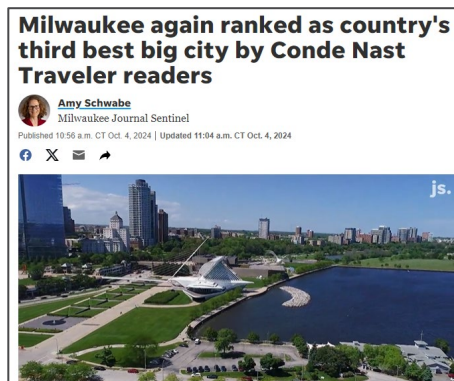 Milwaukee again ranked as country's
third best big city by Conde Nast
Traveler readers
Amy Schwabe
Milwaukee Journal Sentinel
Published 10:56 a.m. CT Oct. 4, 2024 | Updated 11:04 a.m. CT Oct. 4, 2024
js.